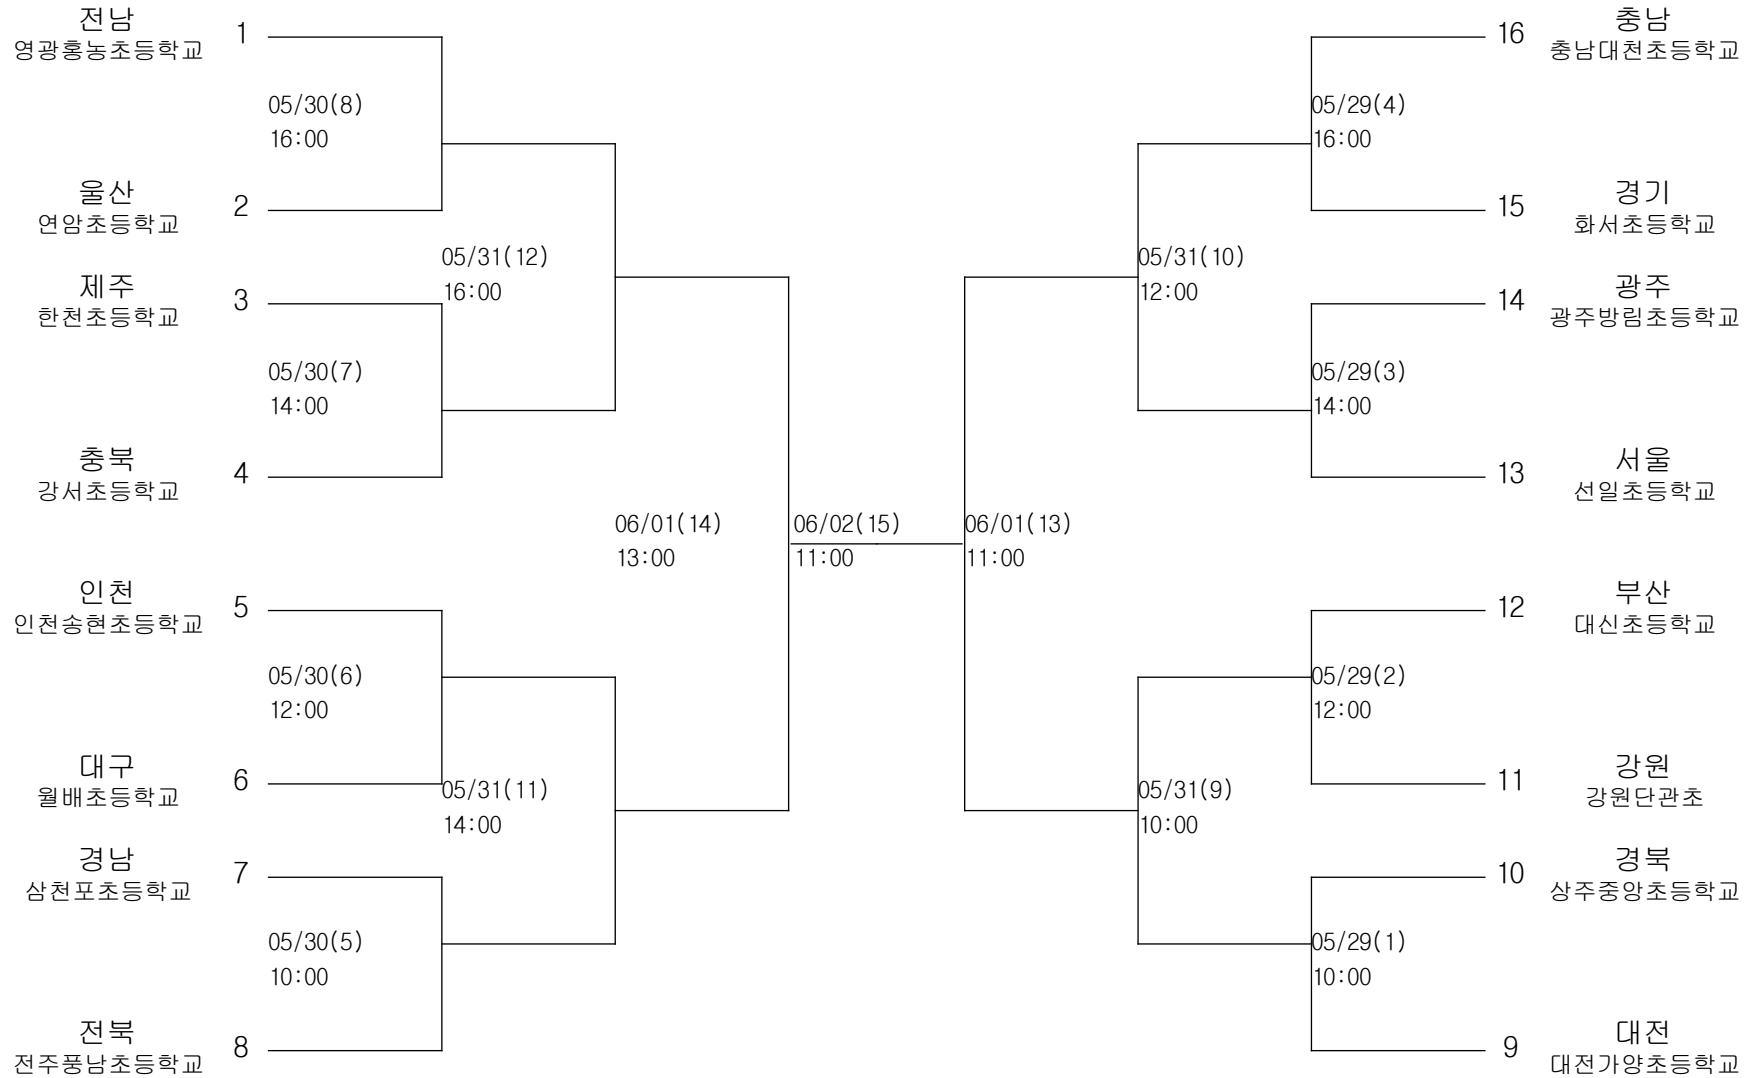 전남
영광홍농초등학교
1
05/30(8)
16:00
울산
연암초등학교
2
05/31(12)
16:00
제주
한천초등학교
3
05/30(7)
14:00
충북
강서초등학교
4
06/01(14)
13:00
인천
인천송현초등학교
5
05/30(6)
12:00
대구
월배초등학교
6
05/31(11)
14:00
경남
삼천포초등학교
7
05/30(5)
10:00
전북
전주풍남초등학교
8
06/02(15)
11:00
16
충남
충남대천초등학교
05/29(4)
16:00
15
경기
화서초등학교
05/31(10)
12:00
14
광주
광주방림초등학교
05/29(3)
14:00
13
서울
선일초등학교
06/01(13)
11:00
12
부산
대신초등학교
05/29(2)
12:00
11
강원
강원단관초
05/31(9)
10:00
10
경북
상주중앙초등학교
05/29(1)
10:00
9
대전
대전가양초등학교